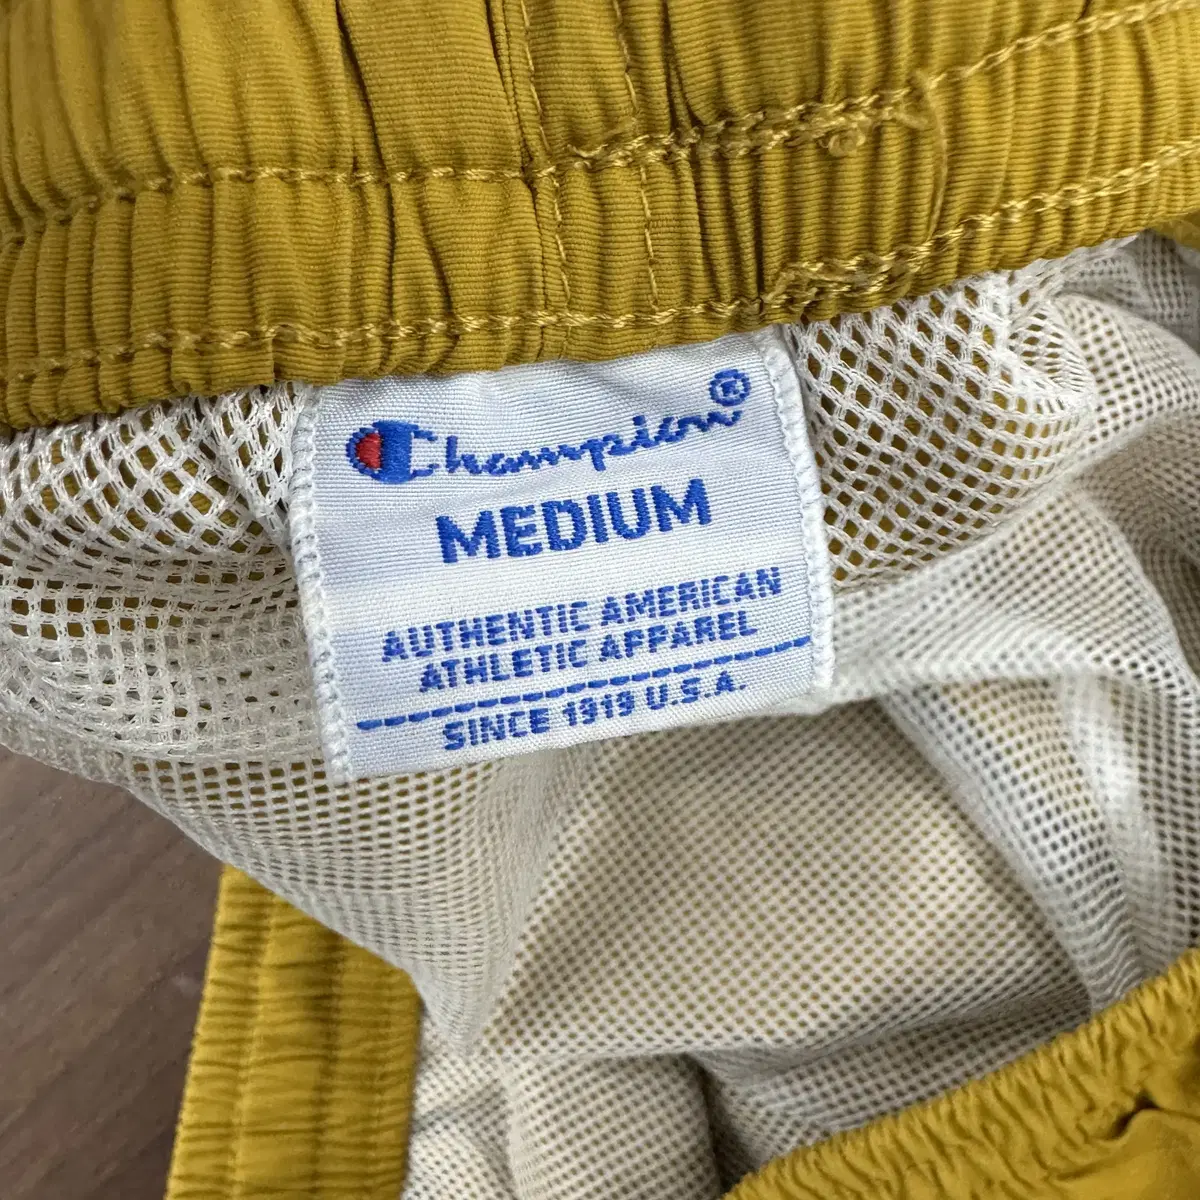 Champion®
MEDIUM
AUTHENTIC AMERICAN
ATHLETIC APPAREL
SINCE 1919 U.S.A.